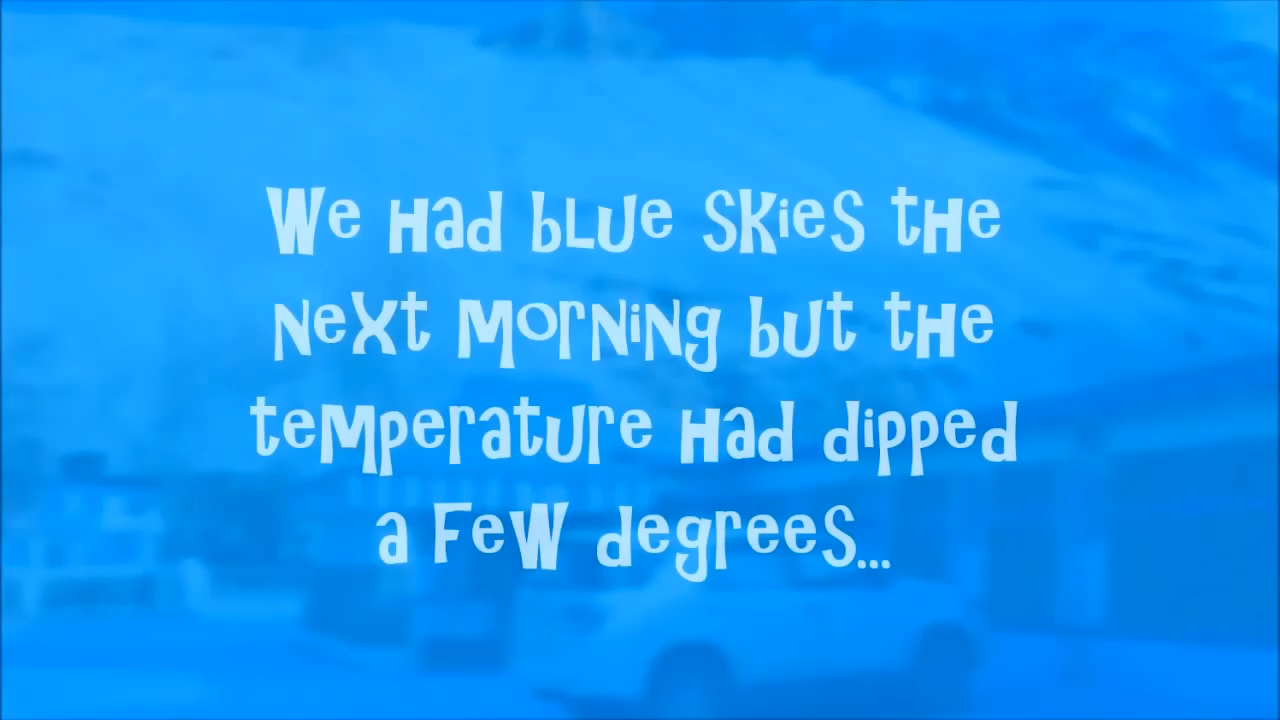 We had blue skies the
next morning but the
temperature had dipped
a few degrees...